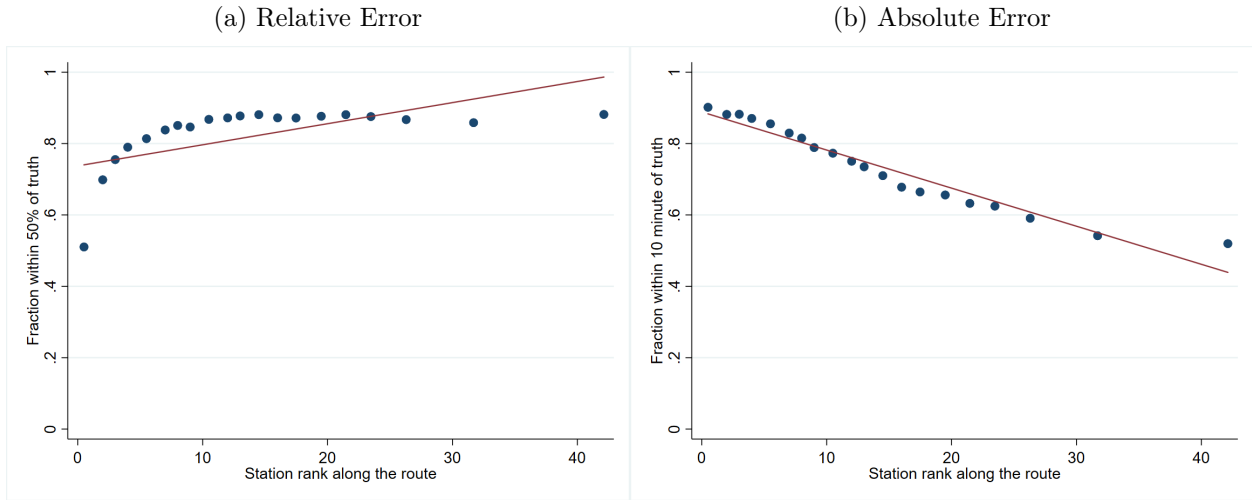 (a) Relative Error
Fraction within 50% of truth
1
.8
.6
.4
.2
0
0 10 20 30 40
Station rank along the route
(b) Absolute Error
Fraction within 10 minute of truth
1
.8
.6
.4
.2
0
0 10 20 30 40
Station rank along the route